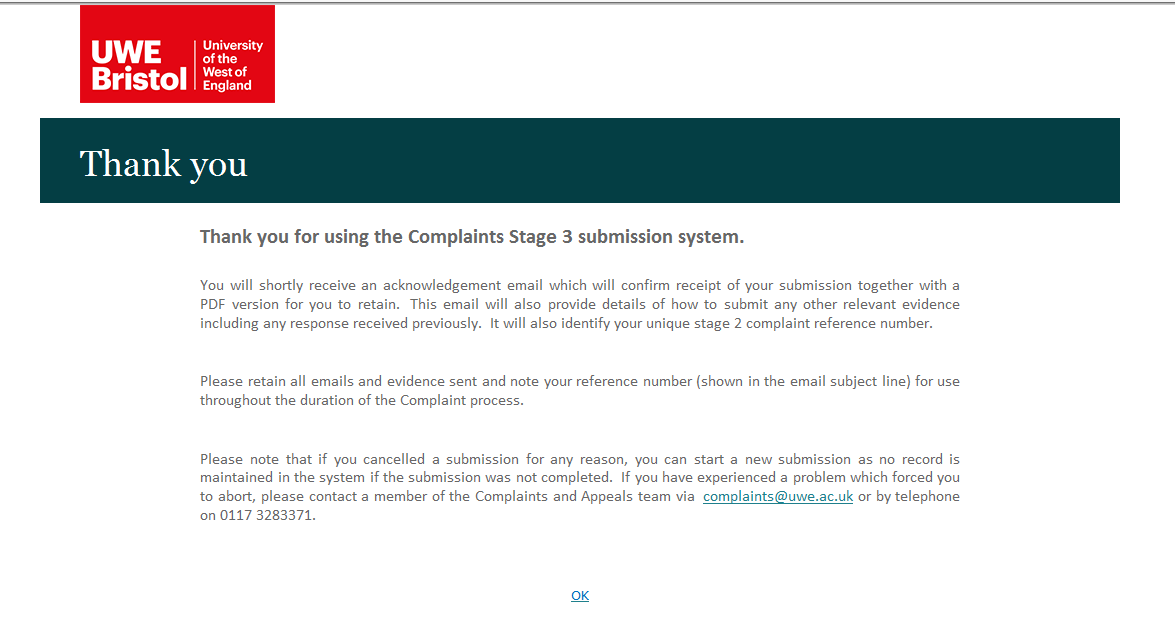 UWE
Bristol
University
of the
West of
England
Thank you
Thank you for using the Complaints Stage 3 submission system.
You will shortly receive an acknowledgement email which will confirm receipt of your submission together with a
PDF version for you to retain. This email will also provide details of how to submit any other relevant evidence
including any response received previously. It will also identify your unique stage 2 complaint reference number.
Please retain all emails and evidence sent and note your reference number (shown in the email subject line) for use
throughout the duration of the Complaint process.
Please note that if you cancelled a submission for any reason, you can start a new submission as no record is
maintained in the system if the submission was not completed. If you have experienced a problem which forced you
to abort, please contact a member of the Complaints and Appeals team via complaints@uwe.ac.uk or by telephone
on 0117 3283371.
OK